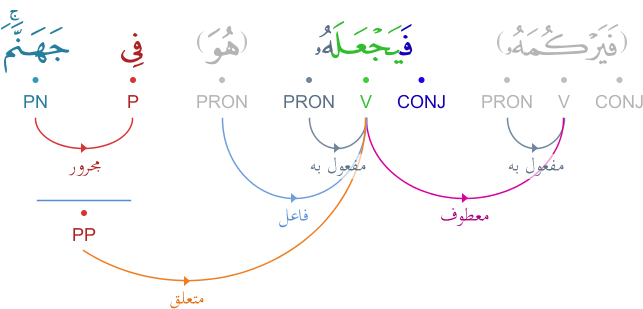 (فَيَرْكُمَهُۥ) فَيَجْعَلَهُۥ (هُوَ) فِى جَهَنَّمَ ۚ
CONJ V PRON CONJ V PRON PRON P PN
مفعول به مفعول به مجرور
معطوف فاعل
PP
متعلق